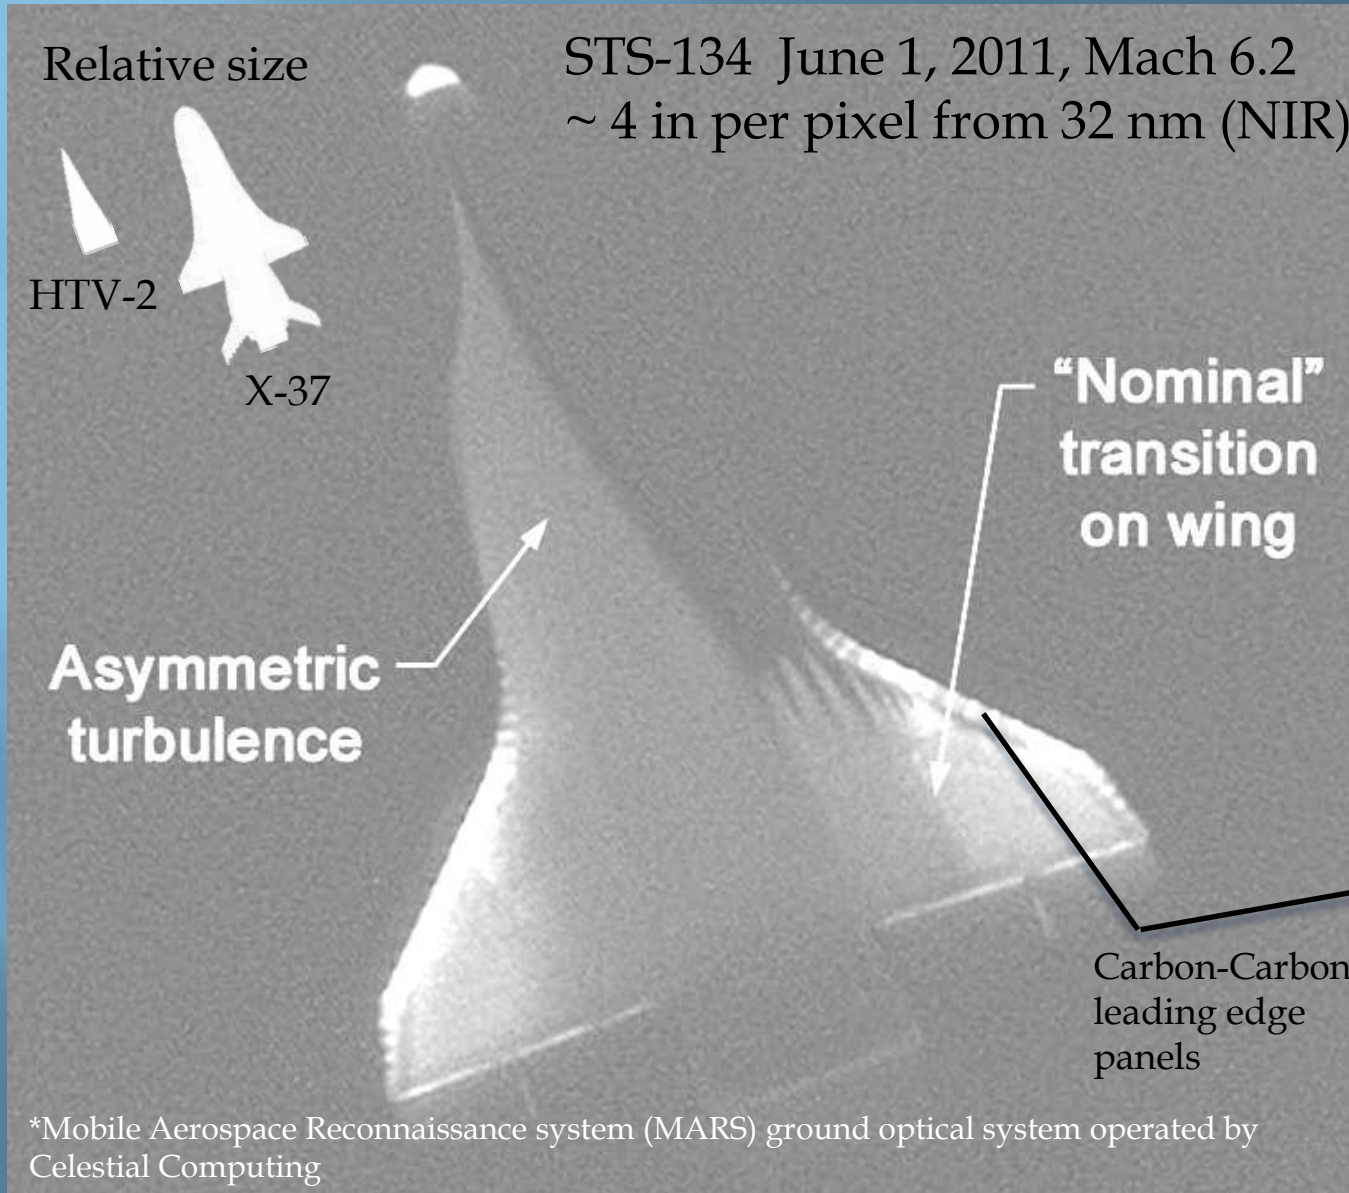 Relative size
STS-134 June 1, 2011, Mach 6.2
~ 4 in per pixel from 32 nm (NIR)
HTV-2
X-37
“Nominal”
transition
on wing
Asymmetric
turbulence
Carbon-Carbon
leading edge
panels
*Mobile Aerospace Reconnaissance system (MARS) ground optical system operated by
Celestial Computing